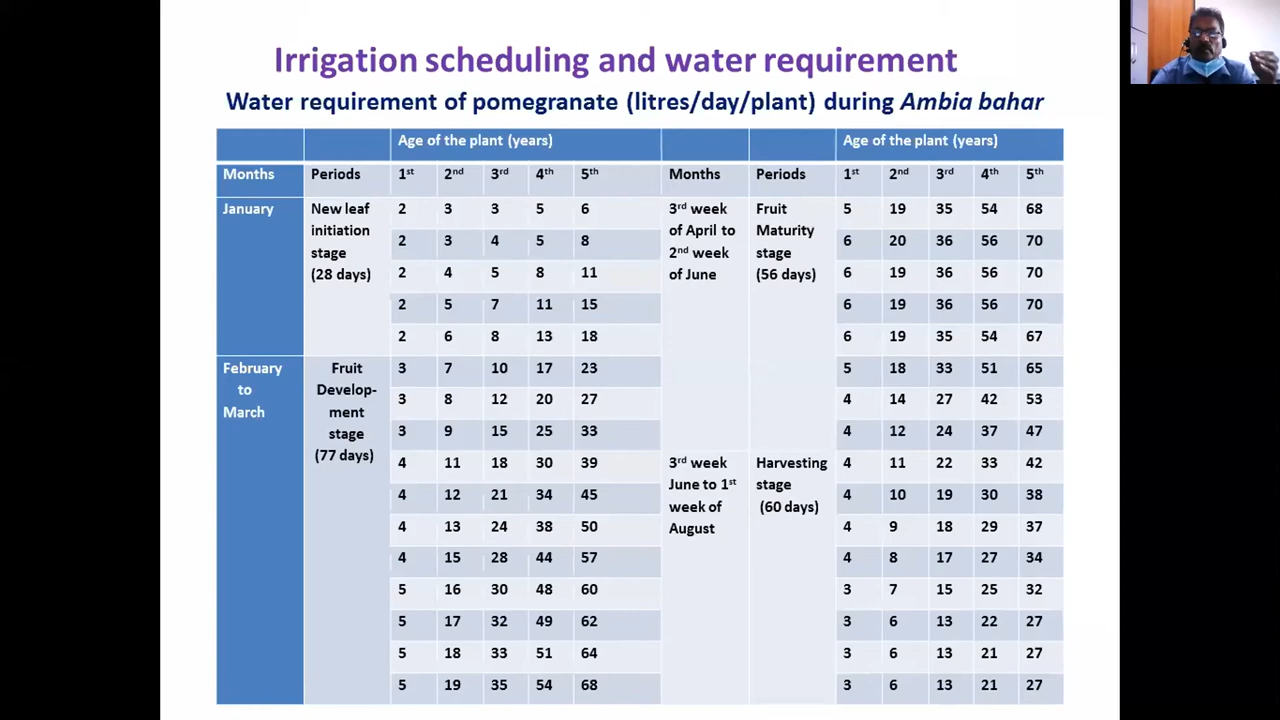 Irrigation scheduling and water requirement
Water requirement of pomegranate (litres/day/plant) during Ambia bahar
Age of the plant (years) Age of the plant (years)
Months Periods 1st 2nd 3rd 4th 5th Months Periods 1st 2nd 3rd 4th 5th
January New leaf 2 3 3 5 6 3rd week Fruit 5 19 35 54 68
initiation of April to Maturity
2 3 4 5 8 6 20 36 56 70
stage 2nd week stage
(28 days) 2 4 5 8 11 of June (56 days) 6 19 36 56 70
2 5 7 11 15 6 19 36 56 70
2 6 8 13 18 6 19 35 54 67
February Fruit 3 7 10 17 23 5 18 33 51 65
to Develop- 3 8 12 20 27 4 14 27 42 53
March ment
stage 3 9 15 25 33 4 12 24 37 47
(77 days) 4 11 18 30 39 3rd week Harvesting 4 11 22 33 42
June to 1st stage
4 12 21 34 45 4 10 19 30 38
week of (60 days)
August 4 13 24 38 50 4 9 18 29 37
4 15 28 44 57 4 8 17 27 34
5 16 30 48 60 3 7 15 25 32
5 17 32 49 62 3 6 13 22 27
5 18 33 51 64 3 6 13 21 27
5 19 35 54 68 3 6 13 21 27